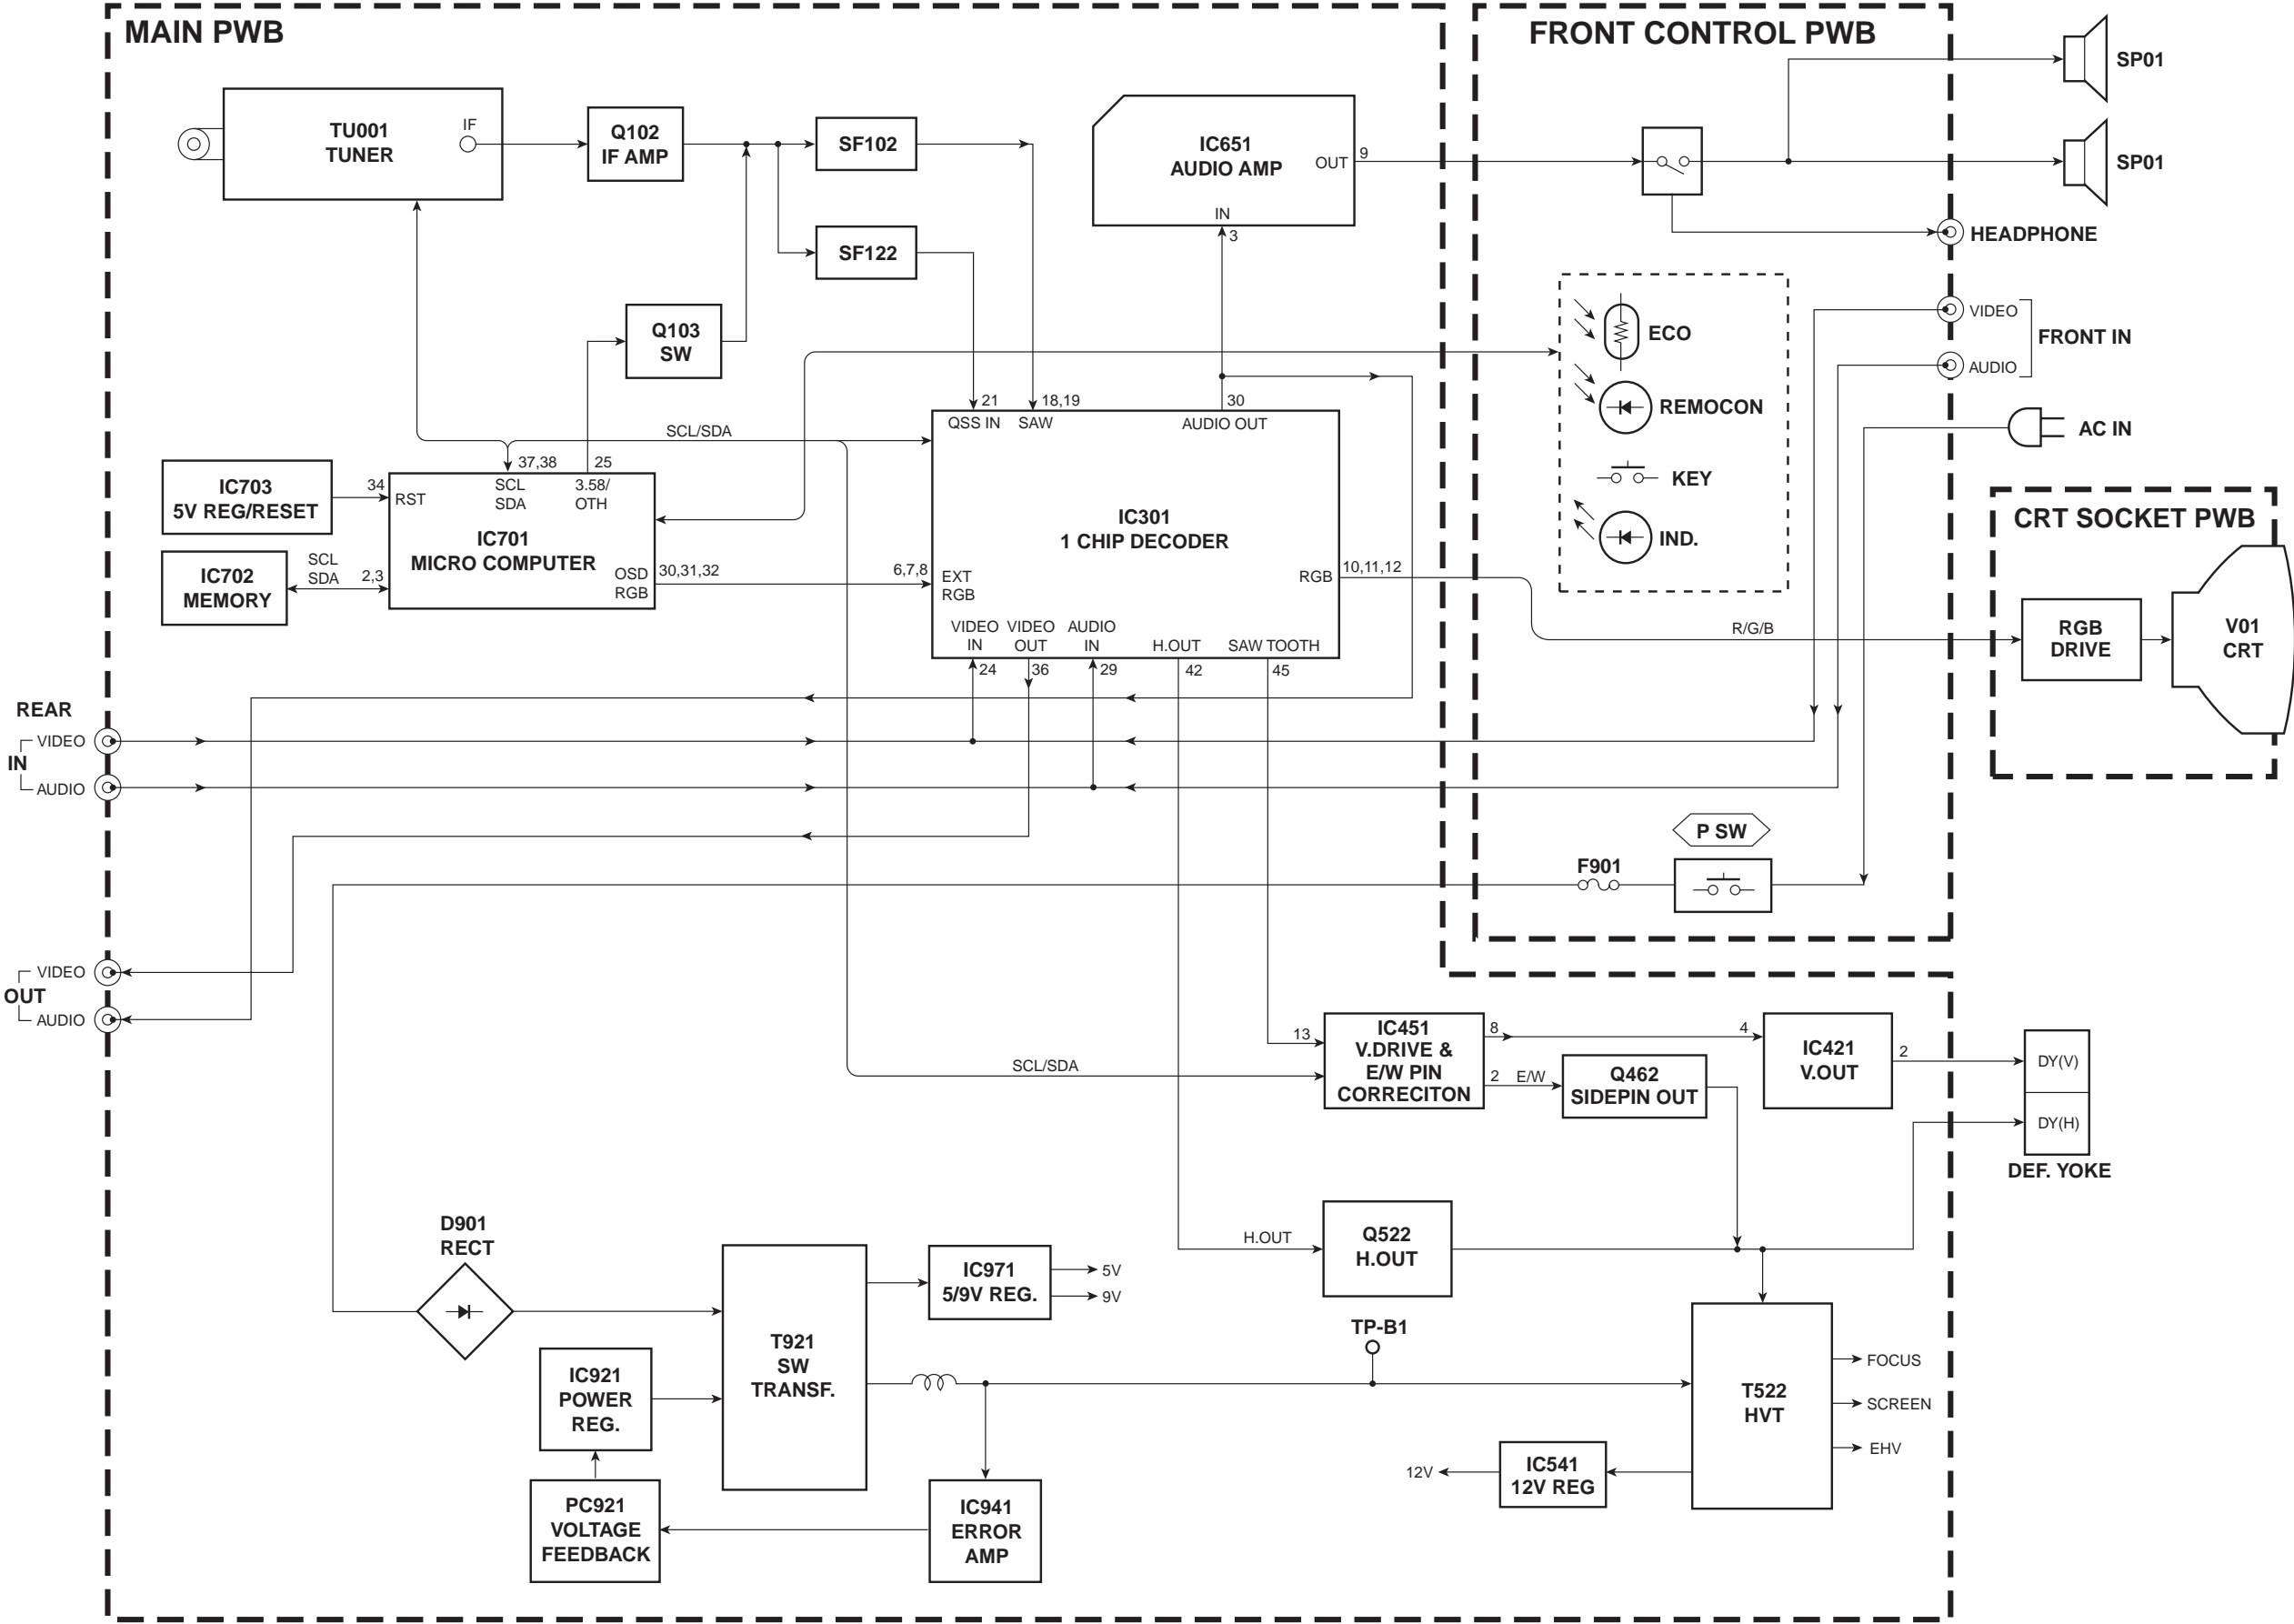 MAIN PWB
FRONT CONTROL PWB
TU001
TUNER
IF
Q102
IF AMP
SF102
SF122
Q103
SW
IC651
AUDIO AMP
OUT
9
IN
3
SP01
SP01
HEADPHONE
VIDEO
AUDIO
FRONT IN
AC IN
ECO
REMOCON
KEY
IND.
CRT SOCKET PWB
RGB
DRIVE
V01
CRT
R/G/B
SCL/SDA
IC703
5V REG/RESET
34
RST
37,38
SCL
SDA
25
3.58/
OTH
IC701
MICRO COMPUTER
IC702
MEMORY
SCL
SDA
2,3
OSD
RGB
30,31,32
6,7,8
EXT
RGB
21
QSS IN
18,19
SAW
30
AUDIO OUT
IC301
1 CHIP DECODER
RGB
10,11,12
VIDEO
IN
VIDEO
OUT
AUDIO
IN
H.OUT
SAW TOOTH
24
36
29
42
45
REAR
VIDEO
IN
AUDIO
VIDEO
OUT
AUDIO
P SW
F901
SCL/SDA
13
IC451
V.DRIVE &
E/W PIN
CORRECITON
8
2
E/W
Q462
SIDEPIN OUT
4
IC421
V.OUT
2
DY(V)
DY(H)
DEF. YOKE
H.OUT
Q522
H.OUT
D901
RECT
T921
SW
TRANSF.
IC971
5/9V REG.
5V
9V
TP-B1
IC921
POWER
REG.
PC921
VOLTAGE
FEEDBACK
IC941
ERROR
AMP
T522
HVT
FOCUS
SCREEN
EHV
IC541
12V REG
12V